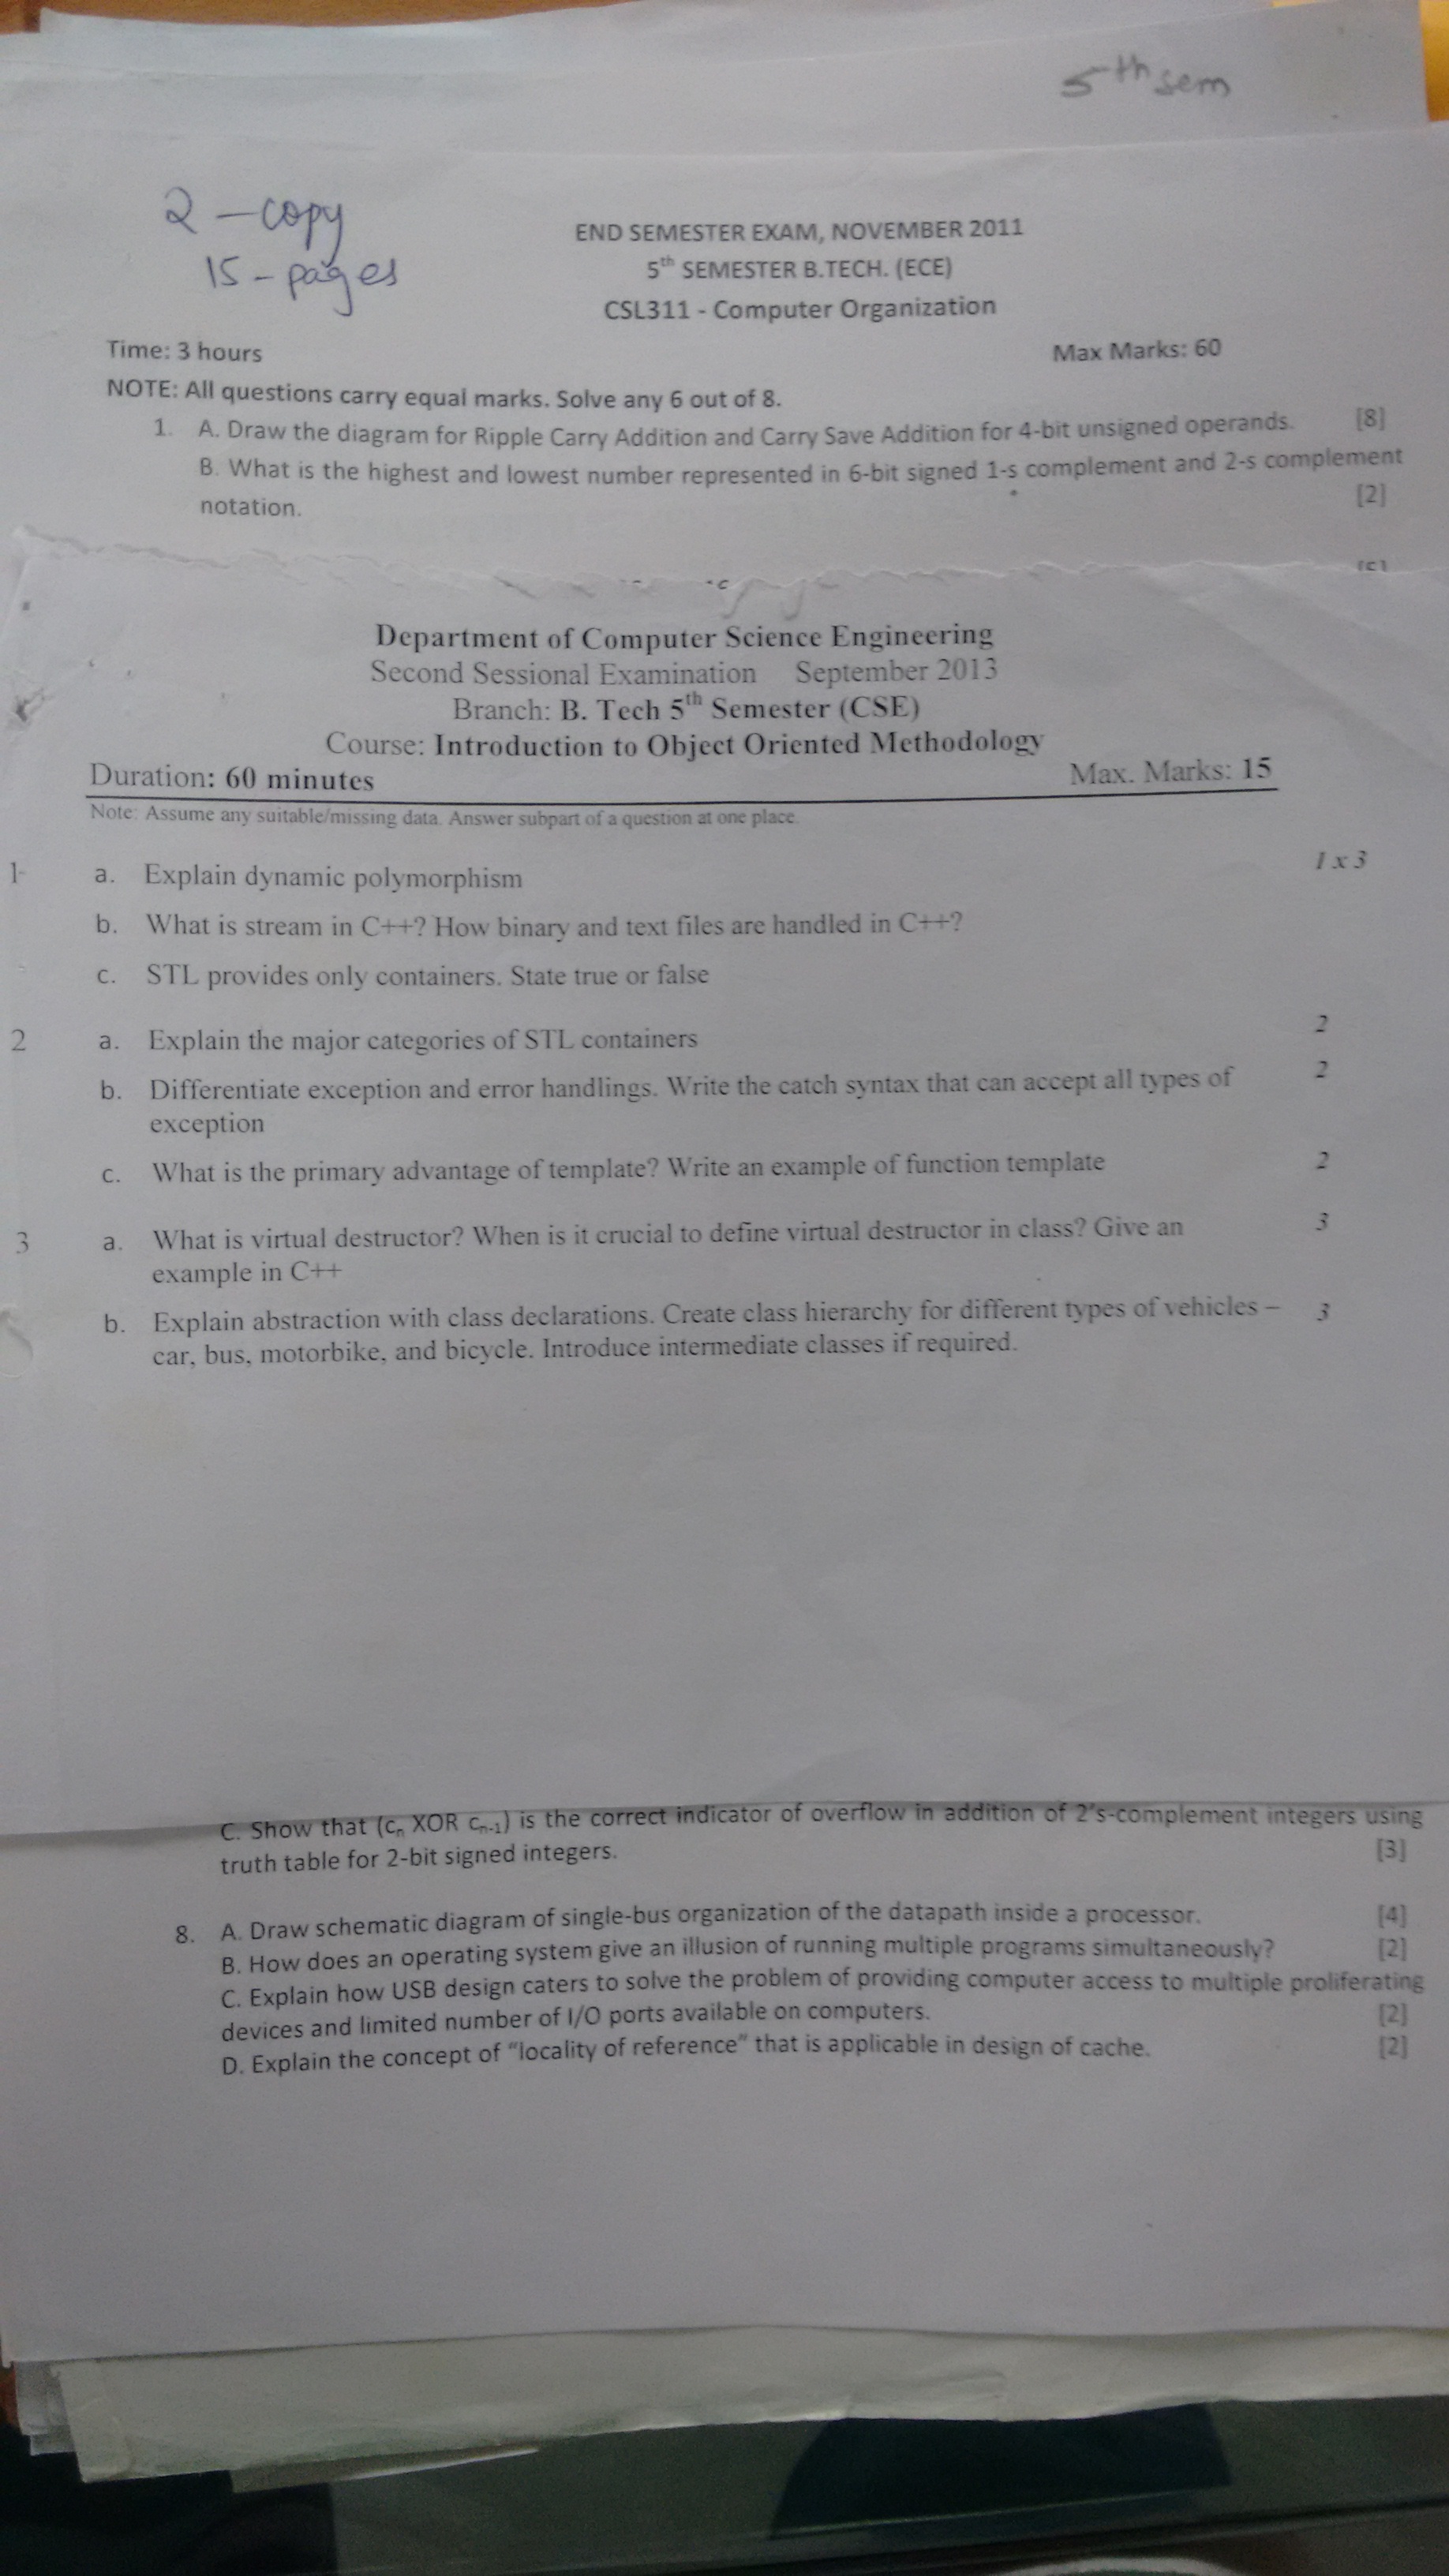 5th sem
2 - copy
15 - pages
END SEMESTER EXAM, NOVEMBER 2011
5th SEMESTER B.TECH. (ECE)
CSL311 - Computer Organization
Time: 3 hours Max Marks: 60
NOTE: All questions carry equal marks. Solve any 6 out of 8.
1. A. Draw the diagram for Ripple Carry Addition and Carry Save Addition for 4-bit unsigned operands. [8]
B. What is the highest and lowest number represented in 6-bit signed 1-s complement and 2-s complement
notation. [2]
Department of Computer Science Engineering
Second Sessional Examination September 2013
Branch: B. Tech 5th Semester (CSE)
Course: Introduction to Object Oriented Methodology
Duration: 60 minutes Max. Marks: 15
Note: Assume any suitable/missing data. Answer subpart of a question at one place.
1 a. Explain dynamic polymorphism 1 x 3
b. What is stream in C++? How binary and text files are handled in C++?
c. STL provides only containers. State true or false
2 a. Explain the major categories of STL containers 2
b. Differentiate exception and error handlings. Write the catch syntax that can accept all types of 2
exception
c. What is the primary advantage of template? Write an example of function template 2
3 a. What is virtual destructor? When is it crucial to define virtual destructor in class? Give an 3
example in C++
b. Explain abstraction with class declarations. Create class hierarchy for different types of vehicles – 3
car, bus, motorbike, and bicycle. Introduce intermediate classes if required.
C. Show that (cn XOR cn-1) is the correct indicator of overflow in addition of 2's-complement integers using
truth table for 2-bit signed integers. [3]
8. A. Draw schematic diagram of single-bus organization of the datapath inside a processor. [4]
B. How does an operating system give an illusion of running multiple programs simultaneously? [2]
C. Explain how USB design caters to solve the problem of providing computer access to multiple proliferating
devices and limited number of I/O ports available on computers. [2]
D. Explain the concept of "locality of reference" that is applicable in design of cache. [2]